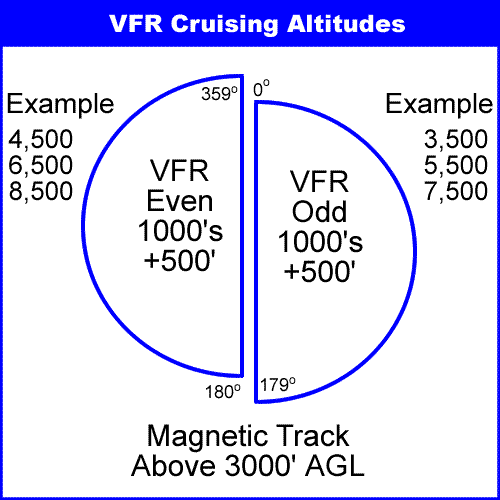 VFR Cruising Altitudes
359º
0º
Example
4,500
6,500
8,500
VFR
Even
1000's
+500'
VFR
Odd
1000's
+500'
Example
3,500
5,500
7,500
180º
179º
Magnetic Track
Above 3000' AGL